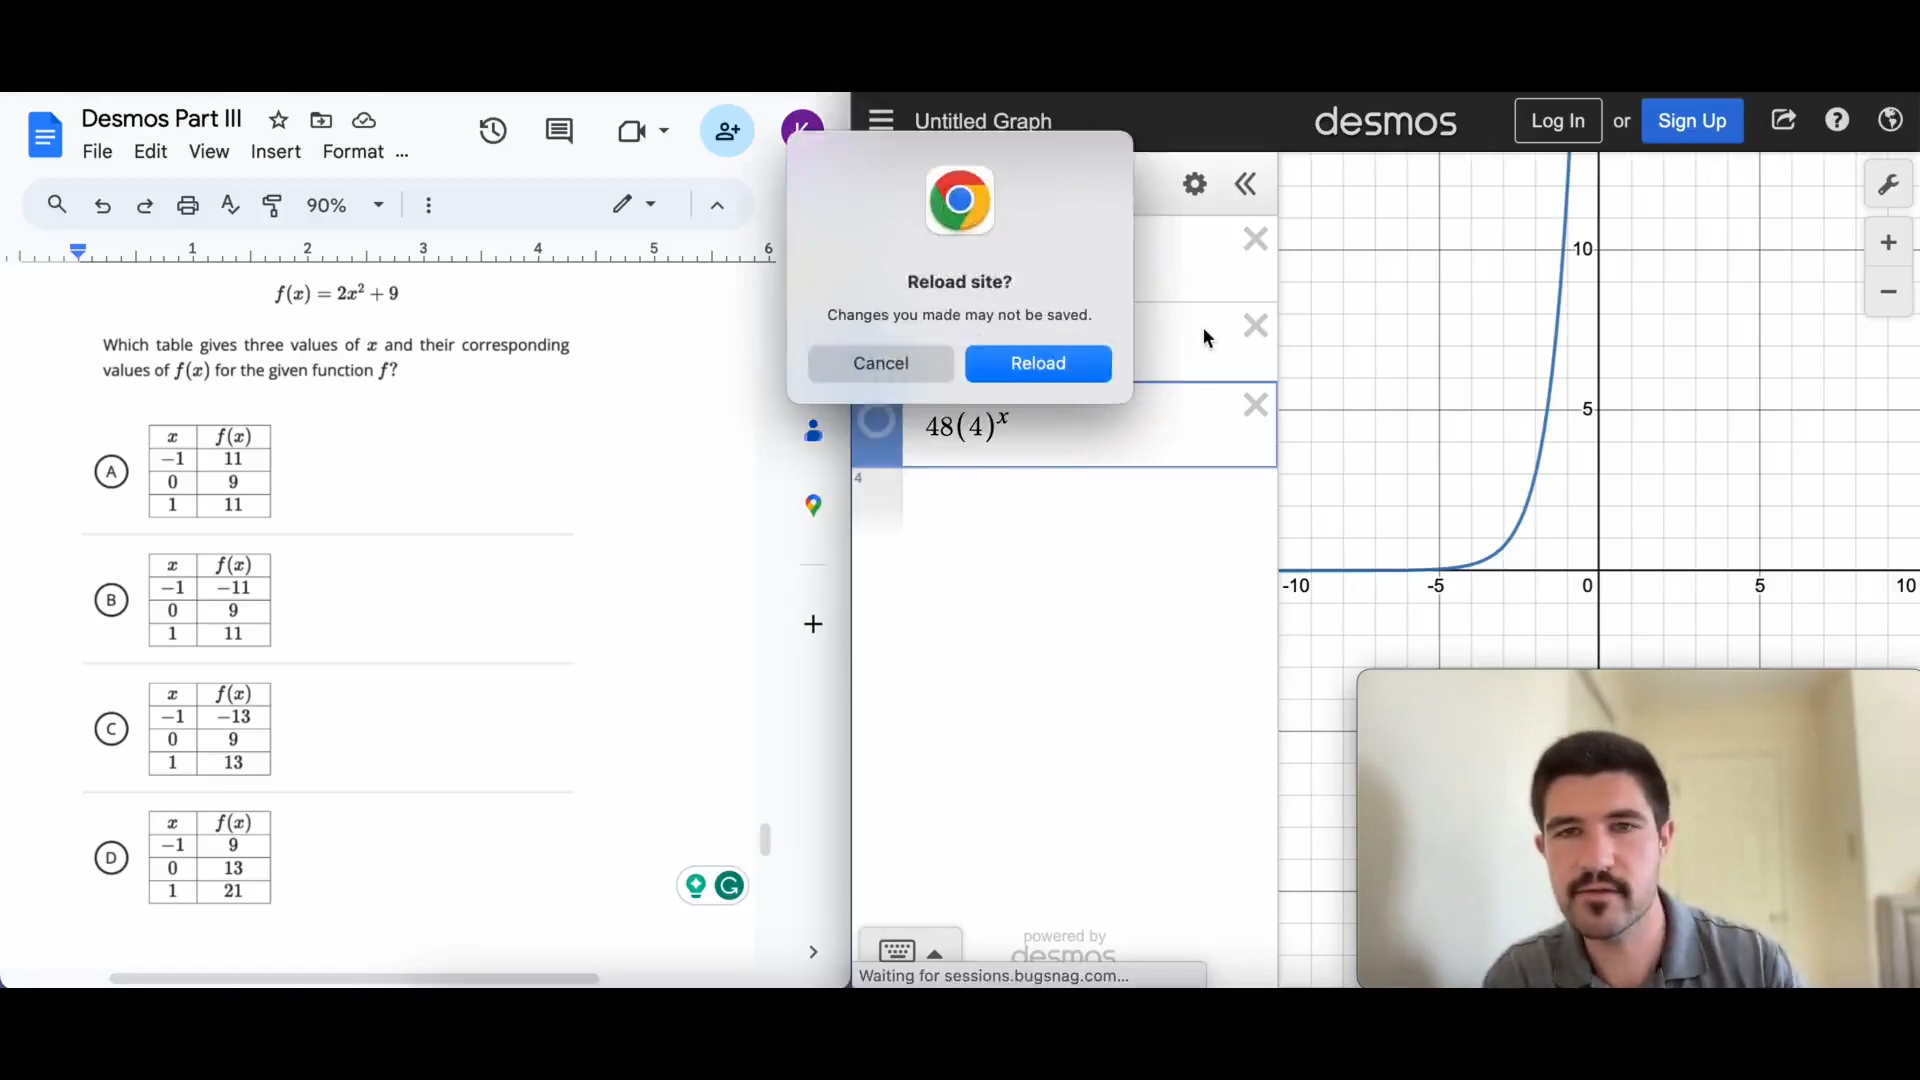 Desmos Part III
File Edit View Insert Format ...
90%
1 2 3 4 5 6
f(x) = 2x² + 9
Which table gives three values of x and their corresponding
values of f(x) for the given function f?
A
x f(x)
−1 11
0 9
1 11
B
x f(x)
−1 −11
0 9
1 11
C
x f(x)
−1 −13
0 9
1 13
D
x f(x)
−1 9
0 13
1 21
Untitled Graph
desmos
Log In or Sign Up
Reload site?
Changes you made may not be saved.
Cancel Reload
48(4)ˣ
4
powered by
desmos
Waiting for sessions.bugsnag.com...
10
5
-10 -5 0 5 10